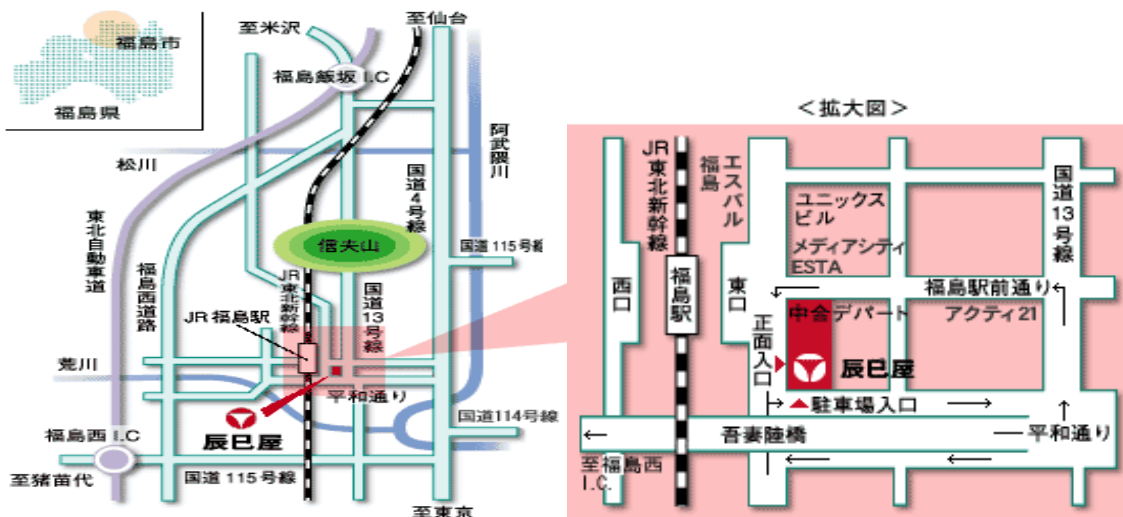 至仙台
至米沢
福島市
福島飯坂I.C
福島県
松川
阿武隈川
国道4号線
東北自動車道
福島西道路
信夫山
国道115号線
JR東北新幹線
国道13号線
JR福島駅
荒川
平和通り
国道114号線
辰巳屋
福島西I.C
至猪苗代
国道115号線
至東京
＜拡大図＞
JR東北新幹線
エスパル福島
ユニックス
ビル
国道13号線
メディアシティ
ESTA
西口
福島駅
東口
福島駅前通り
中合デパート
アクティ21
正面入口
辰巳屋
駐車場入口
吾妻陸橋
平和通り
至福島西
I.C.